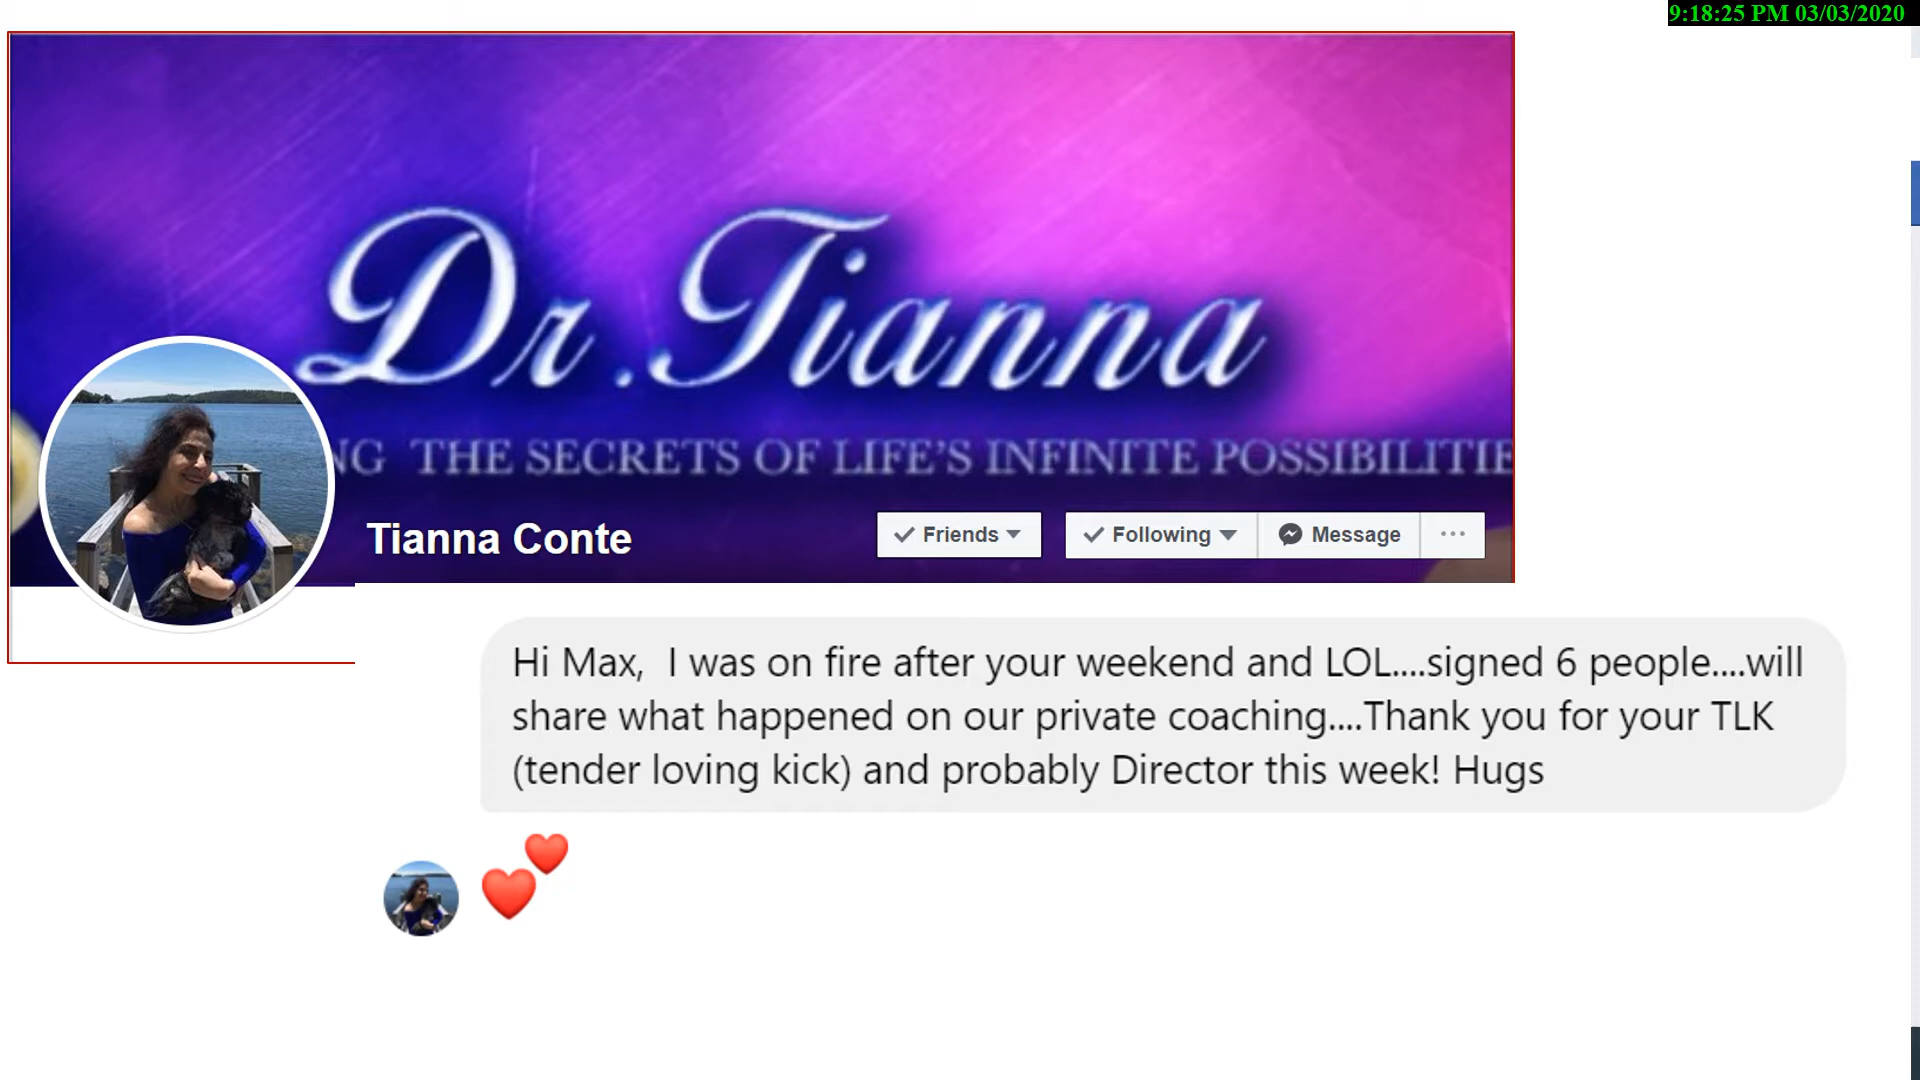 9:18:25 PM 03/03/2020
Dr. Tianna
NG THE SECRETS OF LIFE'S INFINITE POSSIBILITIE
Tianna Conte
Friends
Following
Message
Hi Max,  I was on fire after your weekend and LOL....signed 6 people....will
share what happened on our private coaching....Thank you for your TLK
(tender loving kick) and probably Director this week! Hugs